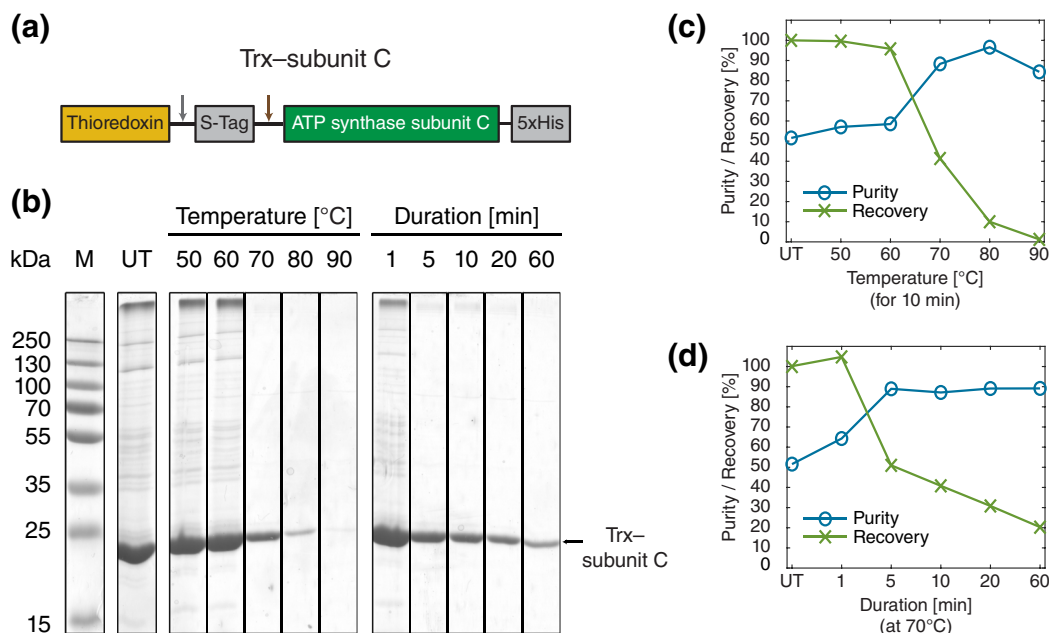 (a)
Trx–subunit C
Thioredoxin S-Tag ATP synthase subunit C 5xHis
(b)
Temperature [°C] Duration [min]
kDa M UT 50 60 70 80 90 1 5 10 20 60
250
130
100
70
55
35
25
15
Trx–
subunit C
(c)
Purity / Recovery [%]
100
90
80
70
60
50
40
30
20
10
0
Purity
Recovery
UT 50 60 70 80 90
Temperature [°C]
(for 10 min)
(d)
Purity / Recovery [%]
100
90
80
70
60
50
40
30
20
10
0
Purity
Recovery
UT 1 5 10 20 60
Duration [min]
(at 70°C)